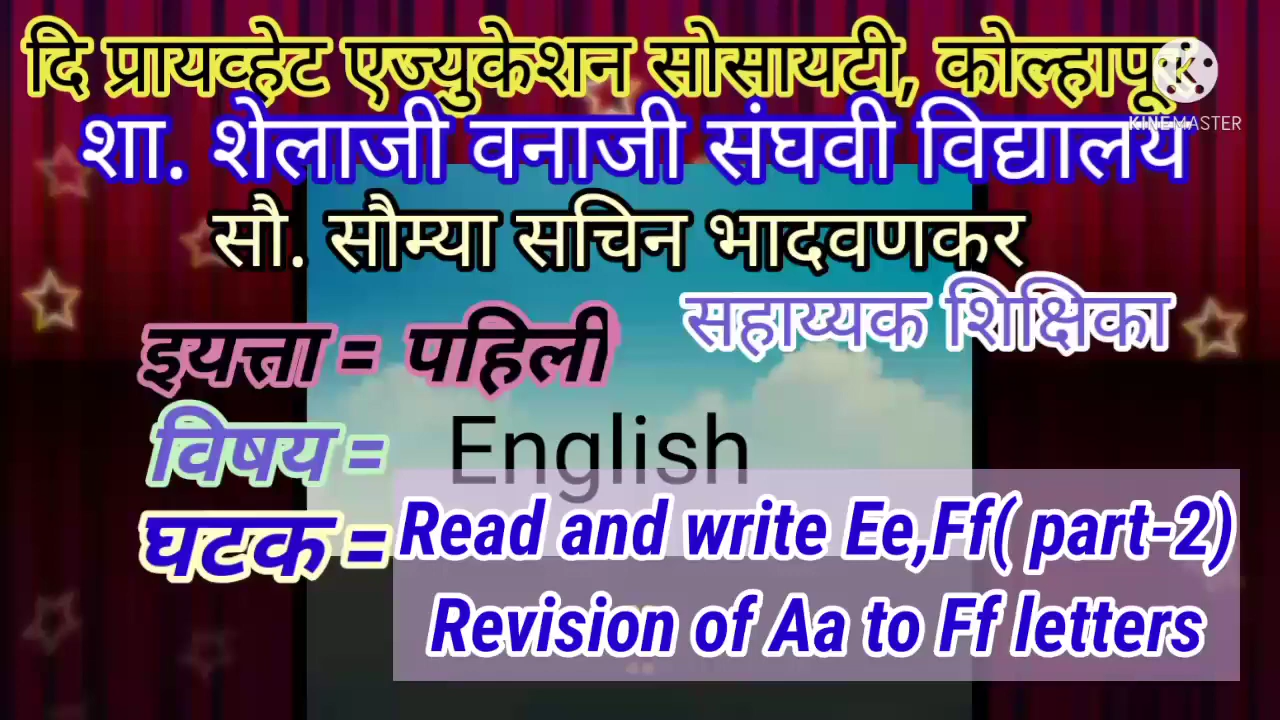 दि प्रायव्हेट एज्युकेशन सोसायटी, कोल्हापूर
KINEMASTER
शा. शेलाजी वनाजी संघवी विद्यालय
सौ. सौम्या सचिन भादवणकर
सहाय्यक शिक्षिका
इयत्ता = पहिली
विषय = English
घटक = Read and write Ee,Ff( part-2)
Revision of Aa to Ff letters